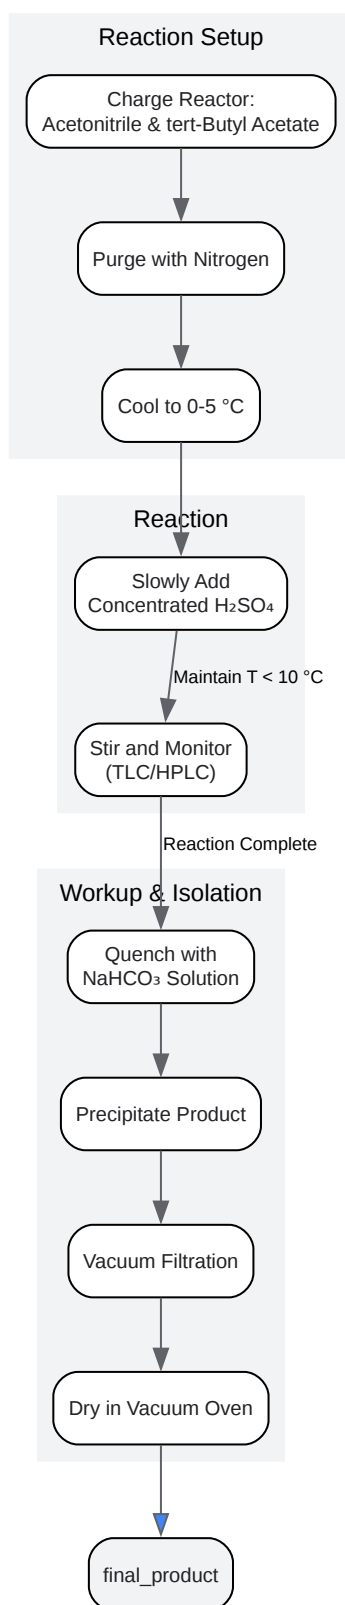 Reaction Setup
Charge Reactor:
Acetonitrile & tert-Butyl Acetate
Purge with Nitrogen
Cool to 0-5 °C
Reaction
Slowly Add
Concentrated H₂SO₄
Maintain T < 10 °C
Stir and Monitor
(TLC/HPLC)
Reaction Complete
Workup & Isolation
Quench with
NaHCO₃ Solution
Precipitate Product
Vacuum Filtration
Dry in Vacuum Oven
final_product